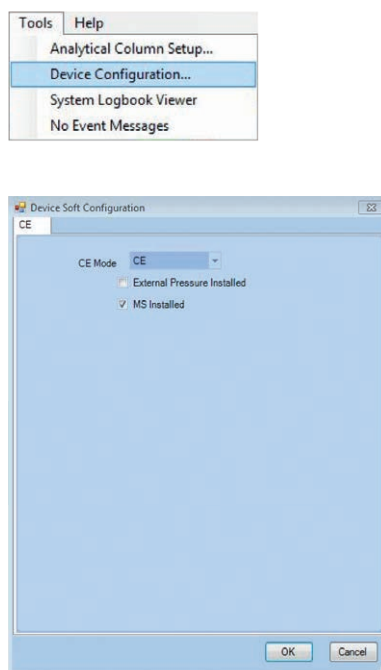 Tools Help
Analytical Column Setup...
Device Configuration...
System Logbook Viewer
No Event Messages
Device Soft Configuration
CE
CE Mode CE
External Pressure Installed
MS Installed
OK Cancel